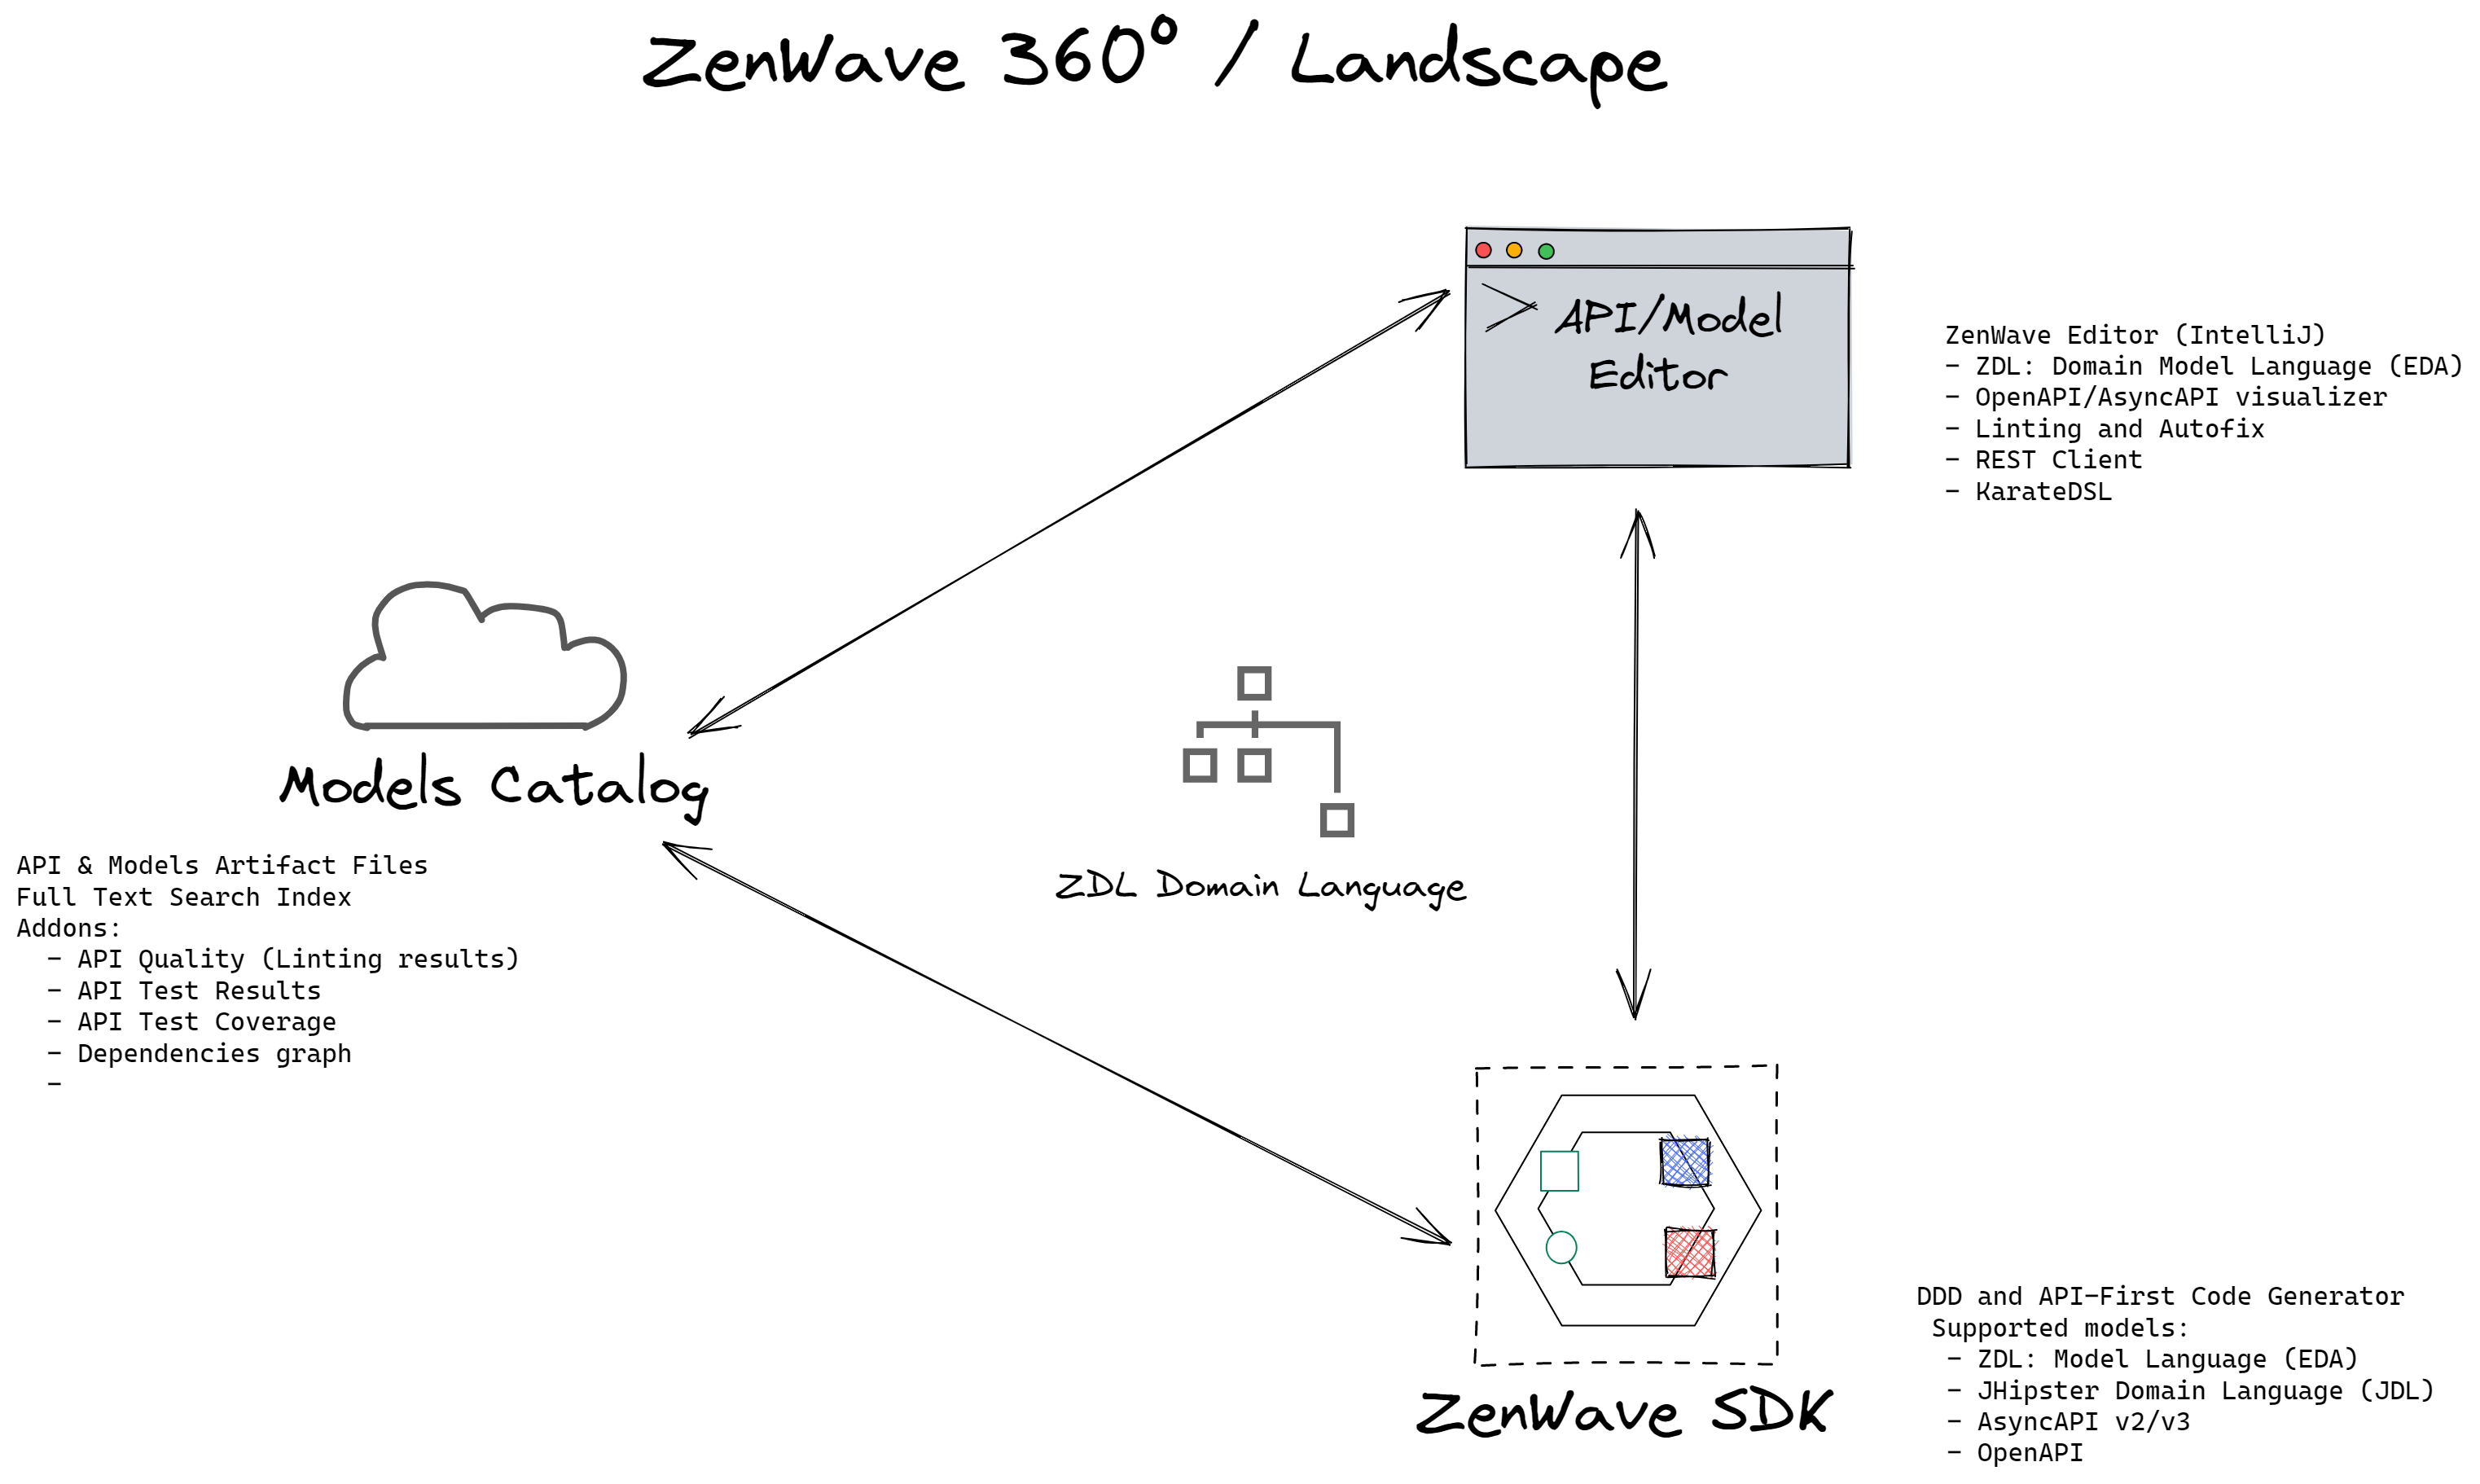 ZenWave 360° / Landscape
> API/Model
Editor
ZenWave Editor (IntelliJ)
- ZDL: Domain Model Language (EDA)
- OpenAPI/AsyncAPI visualizer
- Linting and Autofix
- REST Client
- KarateDSL
Models Catalog
API & Models Artifact Files
Full Text Search Index
Addons:
- API Quality (Linting results)
- API Test Results
- API Test Coverage
- Dependencies graph
-
ZDL Domain Language
ZenWave SDK
DDD and API-First Code Generator
Supported models:
- ZDL: Model Language (EDA)
- JHipster Domain Language (JDL)
- AsyncAPI v2/v3
- OpenAPI